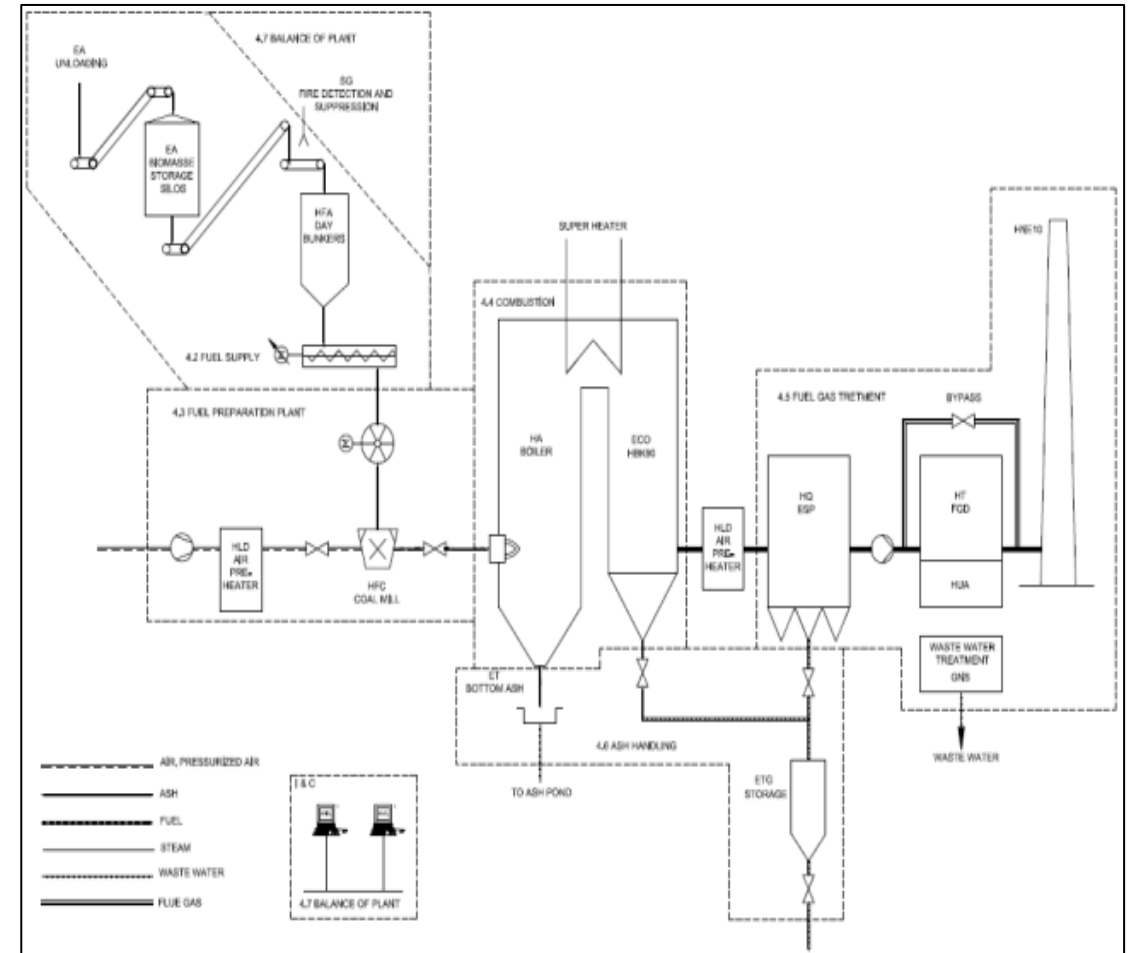 4.7 BALANCE OF PLANT
EA
UNLOADING
SG
FIRE DETECTION AND
SUPPRESSION
EA
BIOMASSE
STORAGE
SILOS
HFA
DAY
BUNKERS
4.2 FUEL SUPPLY
4.3 FUEL PREPARATION PLANT
HLD
AIR
PRE-
HEATER
HFC
COAL MILL
SUPER HEATER
4.4 COMBUSTION
HA
BOILER
ECO
HBK90
HLD
AIR
PRE-
HEATER
4.5 FUEL GAS TRETMENT
BYPASS
HNE10
HQ
ESP
HT
FGD
HUA
WASTE WATER
TREATMENT
GNS
WASTE WATER
ET
BOTTOM ASH
4.6 ASH HANDLING
TO ASH POND
ETG
STORAGE
AIR, PRESSURIZED AIR
ASH
FUEL
STEAM
WASTE WATER
FLUE GAS
I & C
4.7 BALANCE OF PLANT